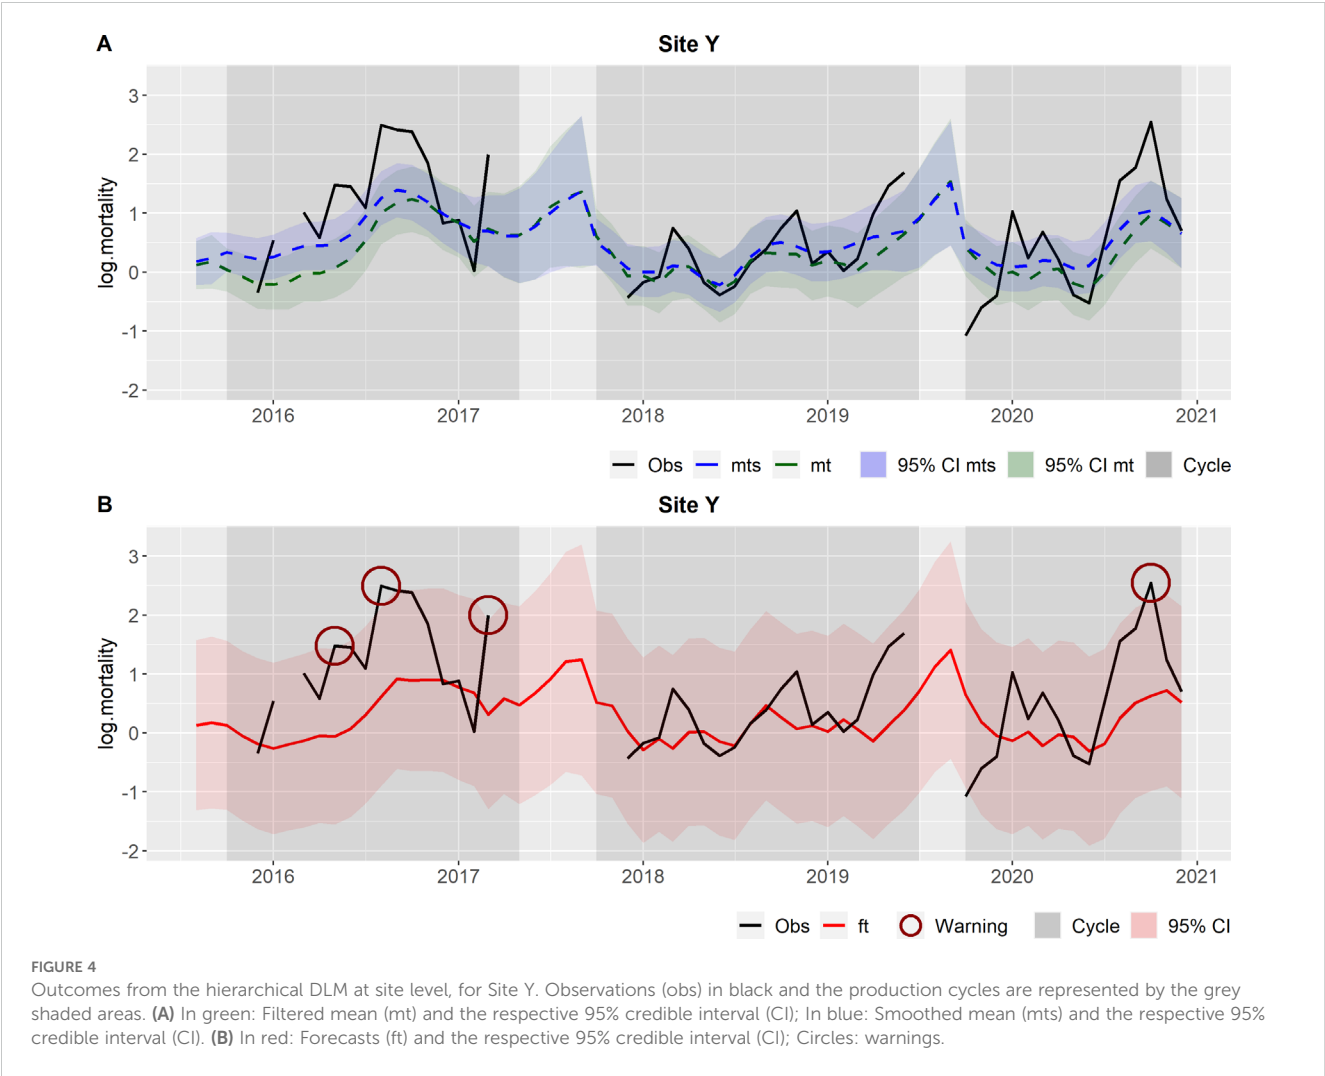 A
Site Y
log.mortality
3
2
1
0
-1
-2
2016 2017 2018 2019 2020 2021
Obs mts mt 95% CI mts 95% CI mt Cycle
B
Site Y
log.mortality
3
2
1
0
-1
-2
2016 2017 2018 2019 2020 2021
Obs ft Warning Cycle 95% CI
FIGURE 4
Outcomes from the hierarchical DLM at site level, for Site Y. Observations (obs) in black and the production cycles are represented by the grey
shaded areas. (A) In green: Filtered mean (mt) and the respective 95% credible interval (CI); In blue: Smoothed mean (mts) and the respective 95%
credible interval (CI). (B) In red: Forecasts (ft) and the respective 95% credible interval (CI); Circles: warnings.